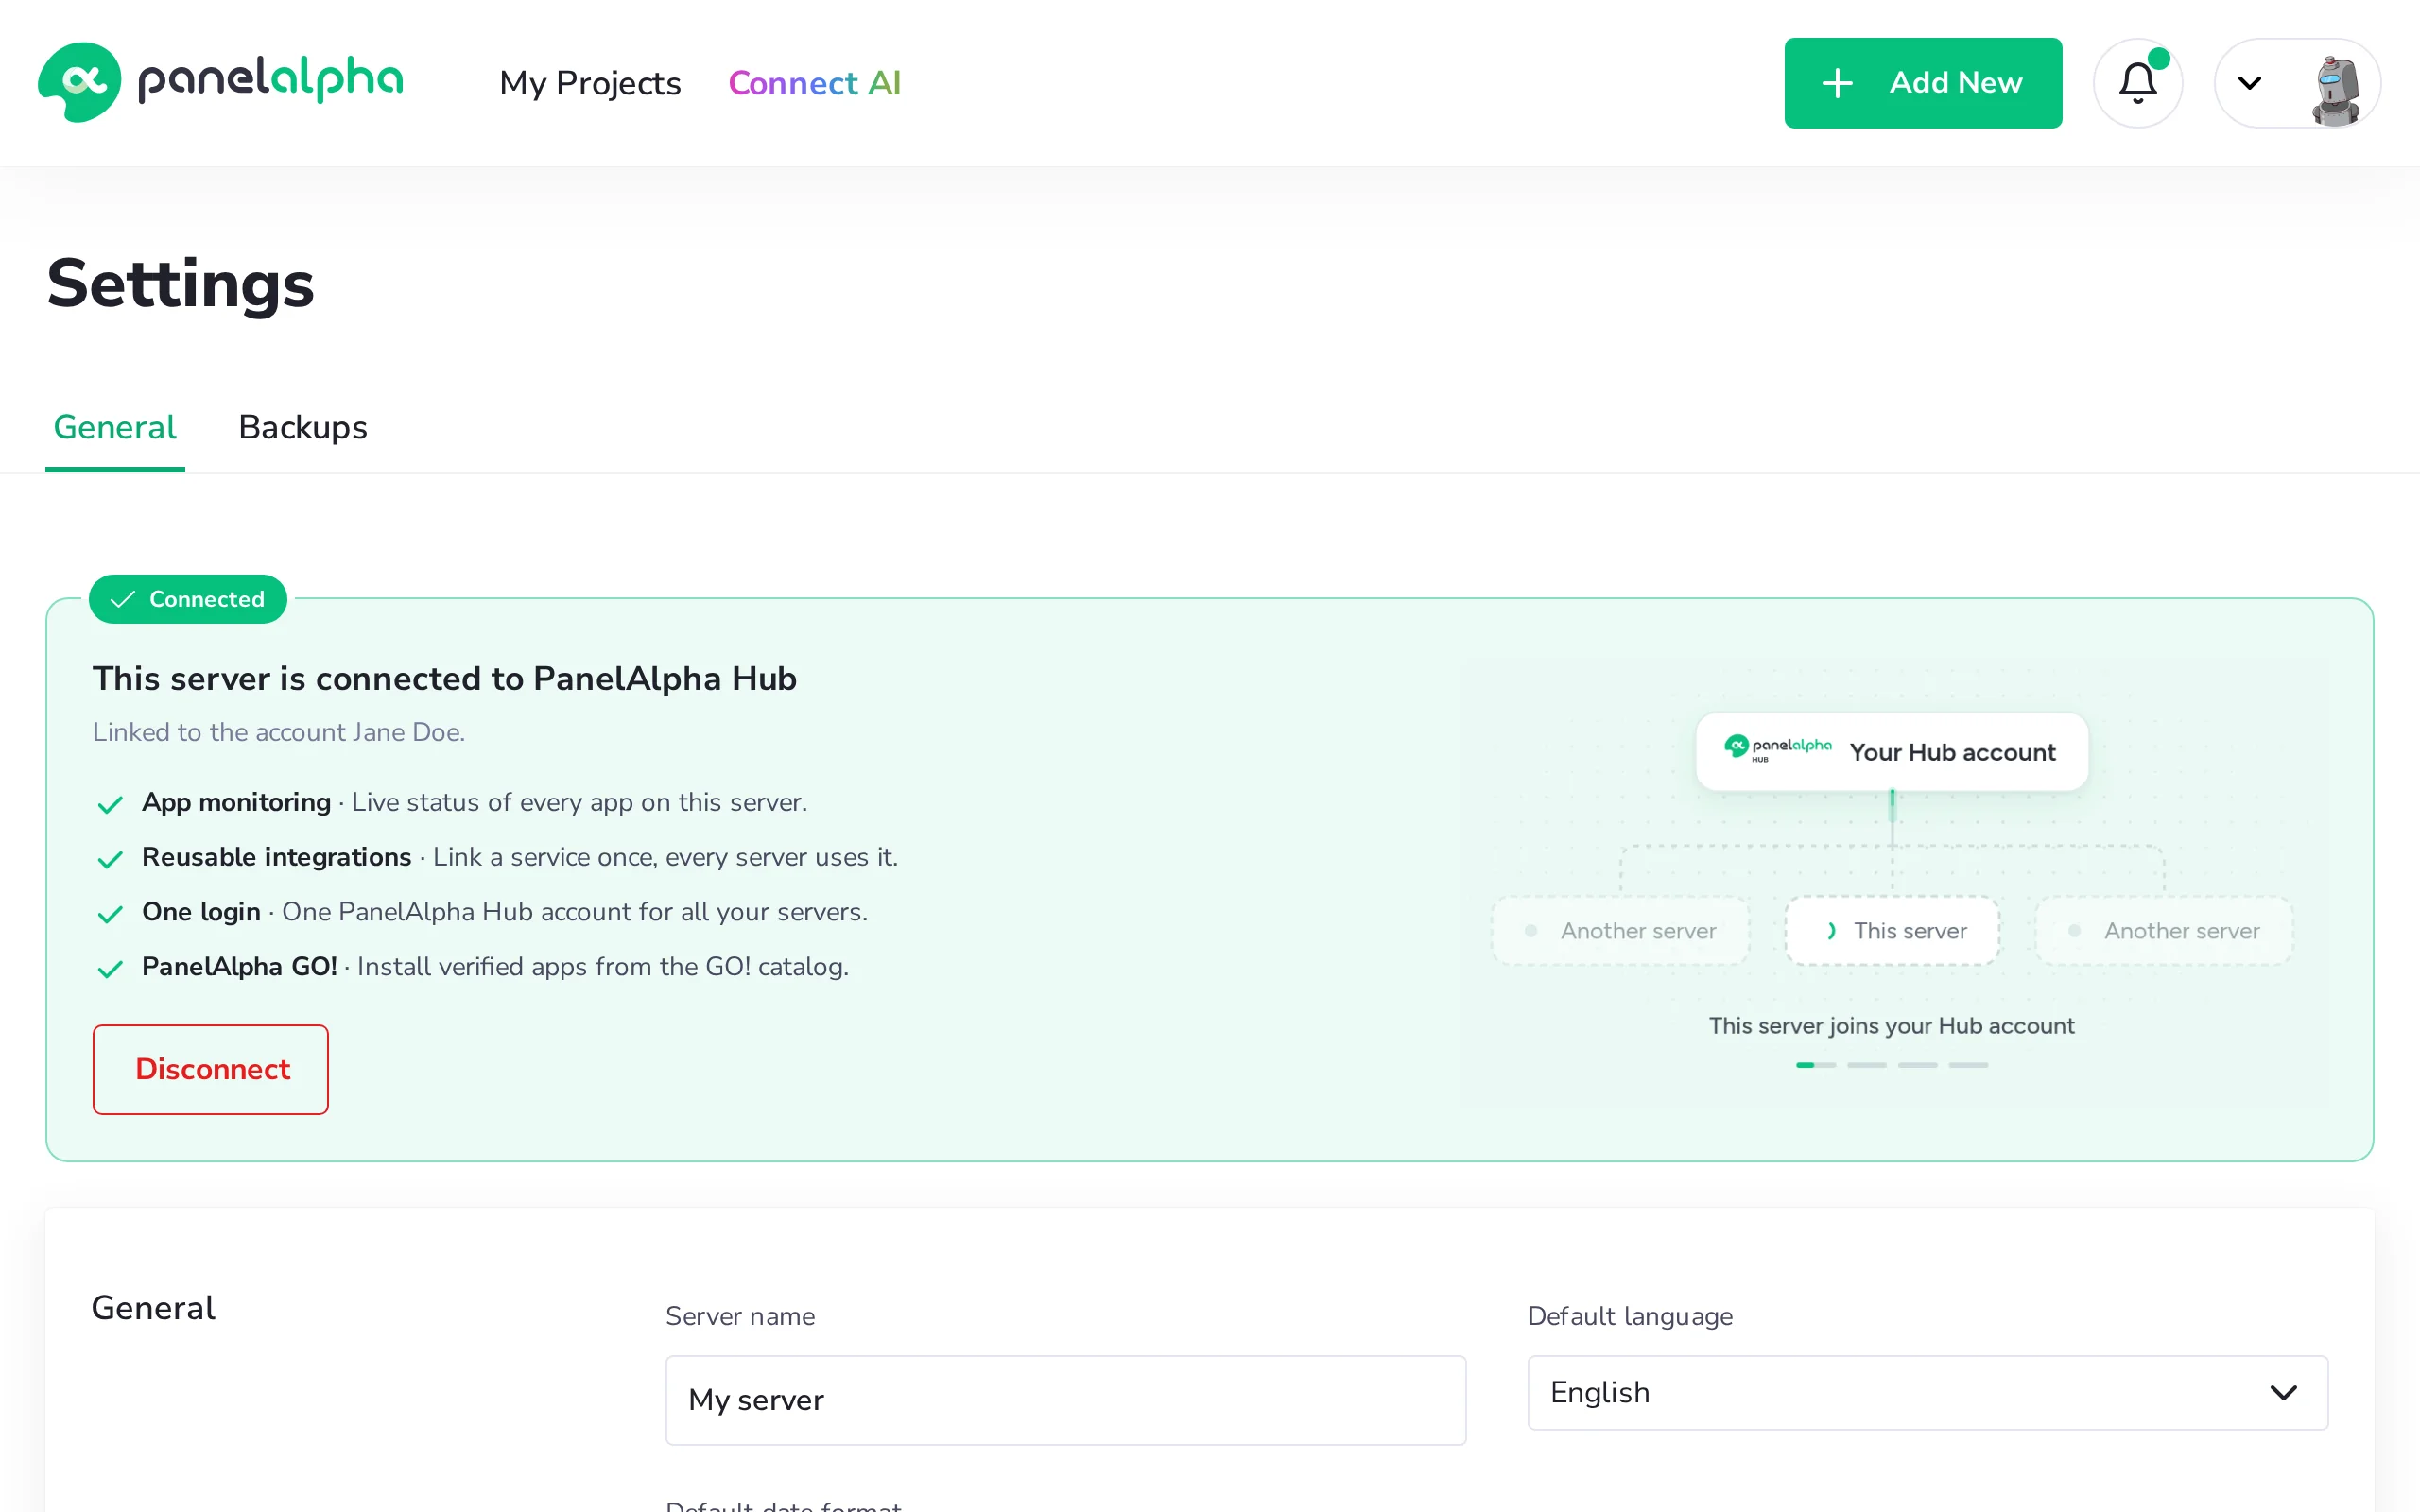 panelalpha
My Projects
Connect AI
Add New
Settings
General
Backups
Connected
This server is connected to PanelAlpha Hub
Linked to the account Jane Doe.
App monitoring · Live status of every app on this server.
Reusable integrations · Link a service once, every server uses it.
One login · One PanelAlpha Hub account for all your servers.
PanelAlpha GO! · Install verified apps from the GO! catalog.
Disconnect
panelalpha
HUB
Your Hub account
Another server
This server
Another server
This server joins your Hub account
General
Server name
My server
Default language
English
Default date format